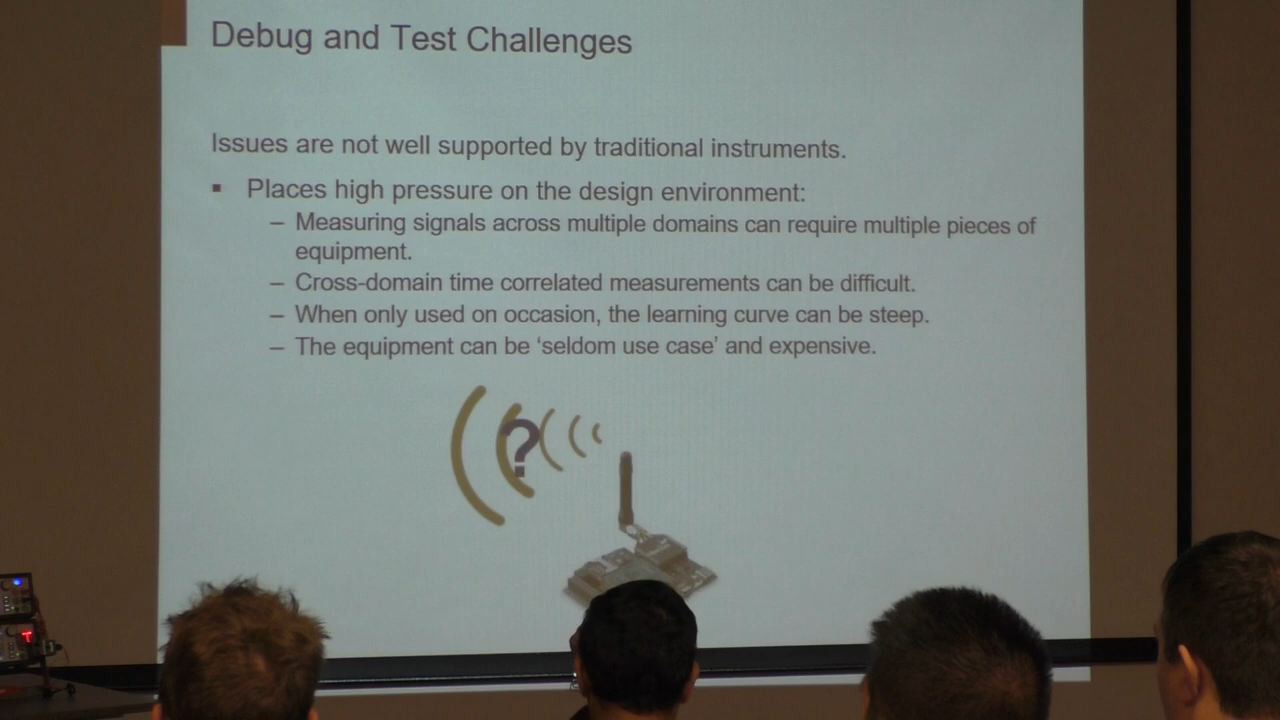 Debug and Test Challenges
Issues are not well supported by traditional instruments.
▪ Places high pressure on the design environment:
– Measuring signals across multiple domains can require multiple pieces of
equipment.
– Cross-domain time correlated measurements can be difficult.
– When only used on occasion, the learning curve can be steep.
– The equipment can be ‘seldom use case’ and expensive.
?